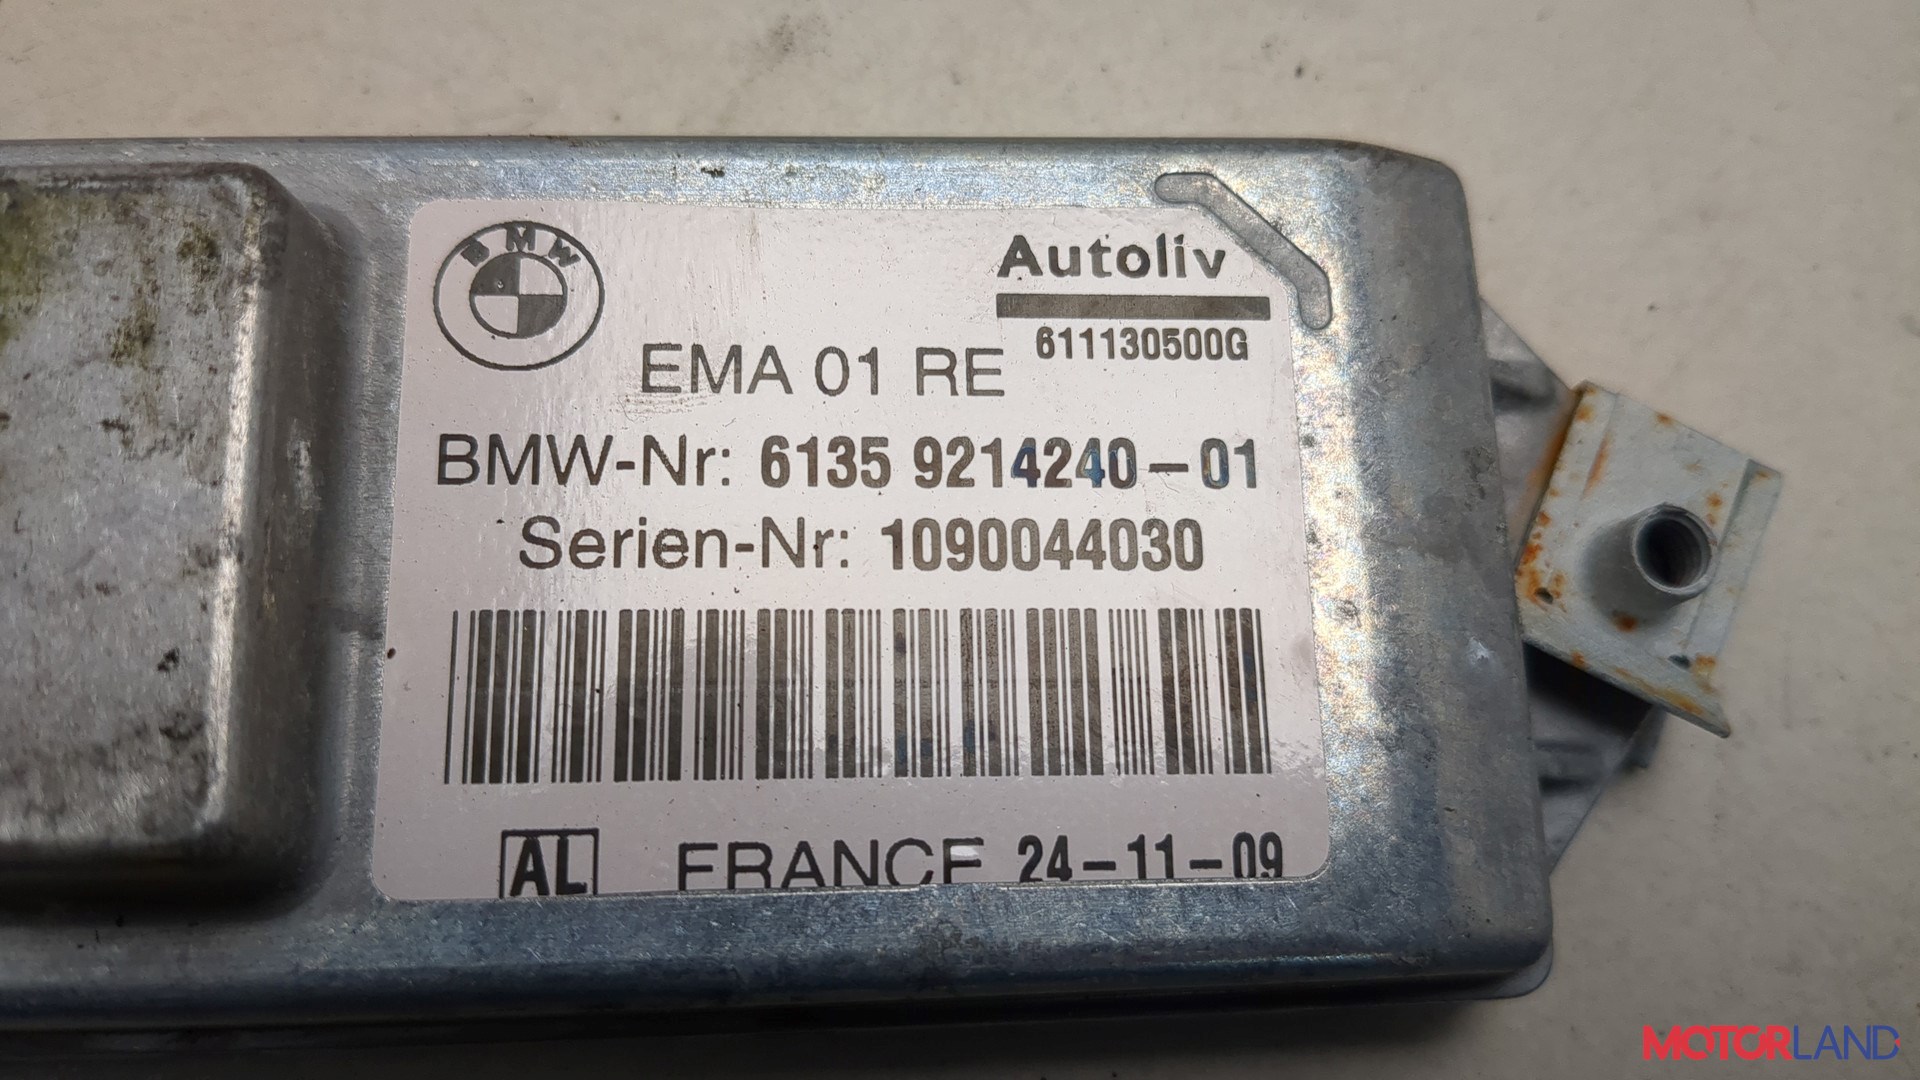 BMW
Autoliv
611130500G
EMA 01 RE
BMW-Nr: 6135 9214240-01
Serien-Nr: 1090044030
AL FRANCE 24-11-09
MOTORLAND